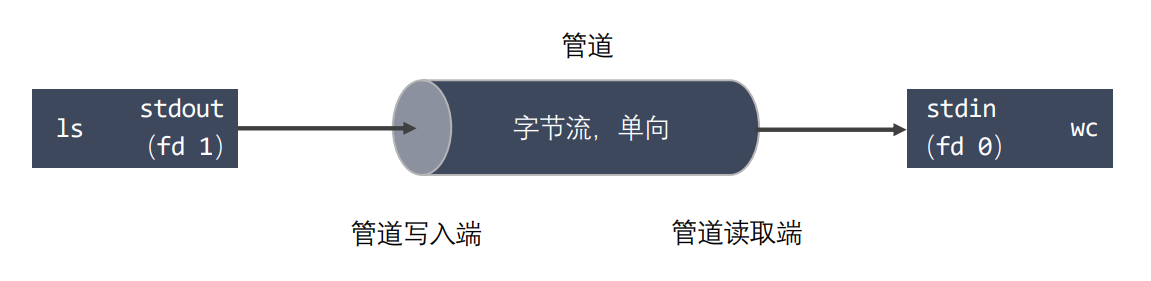 管道
ls
stdout
(fd 1)
字节流，单向
stdin
(fd 0)
wc
管道写入端
管道读取端